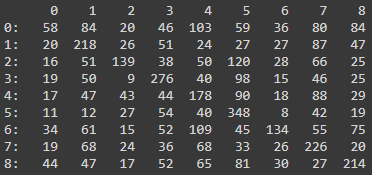 0 1 2 3 4 5 6 7 8
0: 58 84 20 46 103 59 36 80 84
1: 20 218 26 51 24 27 27 87 47
2: 16 51 139 38 50 120 28 66 25
3: 19 50 9 276 40 98 15 46 25
4: 17 47 43 44 178 90 18 88 29
5: 11 12 27 54 40 348 8 42 19
6: 34 61 15 52 109 45 134 55 75
7: 19 68 24 36 68 33 26 226 20
8: 44 47 17 52 65 81 30 27 214